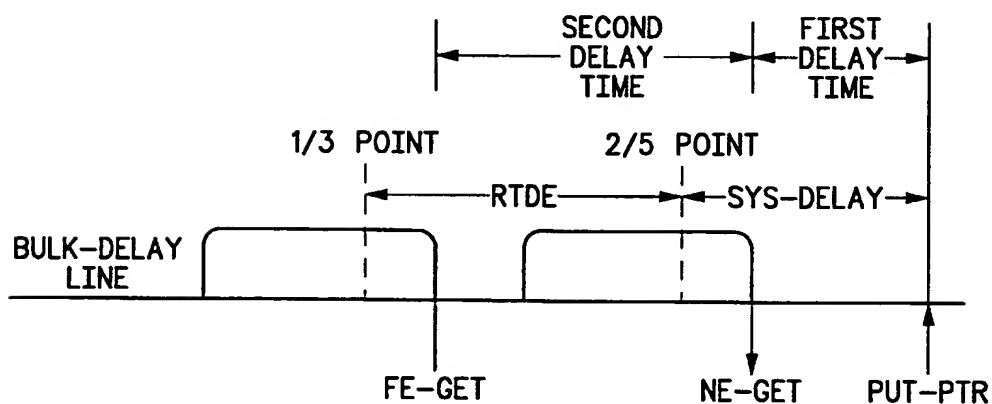 SECOND
DELAY
TIME
FIRST
DELAY
TIME
1/3 POINT
2/5 POINT
RTDE
SYS-DELAY
BULK-DELAY
LINE
FE-GET
NE-GET
PUT-PTR